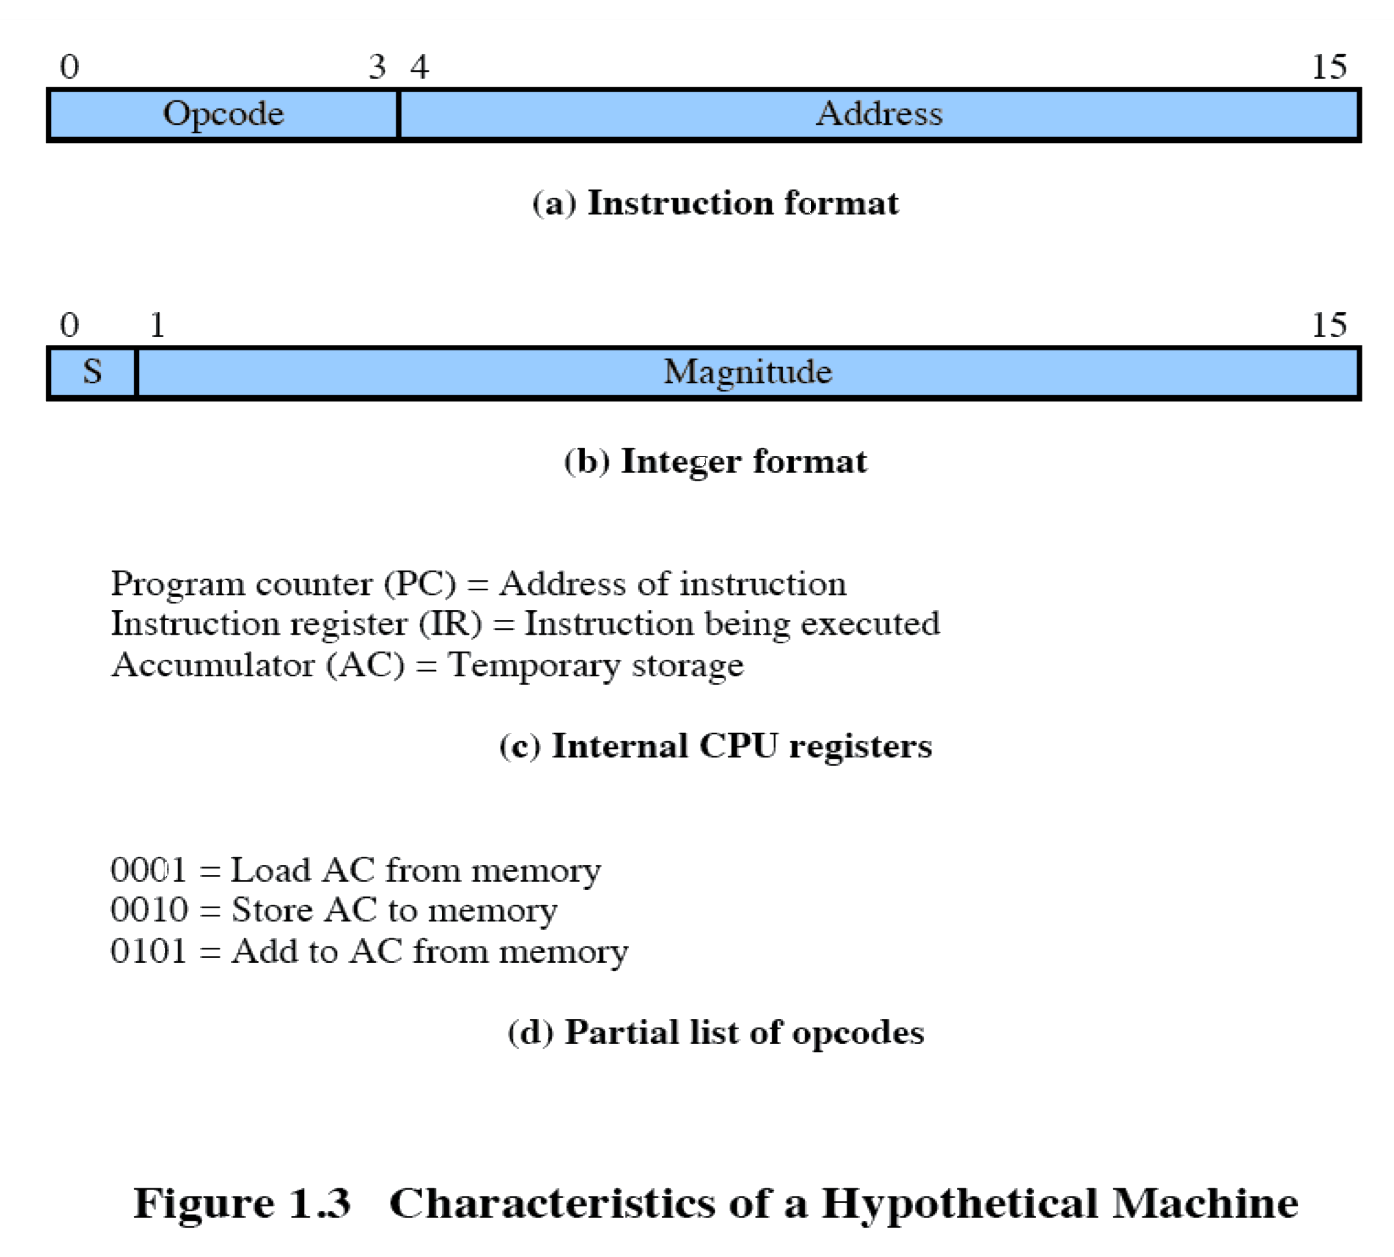 0 3 4 15
Opcode Address
(a) Instruction format
0 1 15
S Magnitude
(b) Integer format
Program counter (PC) = Address of instruction
Instruction register (IR) = Instruction being executed
Accumulator (AC) = Temporary storage
(c) Internal CPU registers
0001 = Load AC from memory
0010 = Store AC to memory
0101 = Add to AC from memory
(d) Partial list of opcodes
Figure 1.3 Characteristics of a Hypothetical Machine